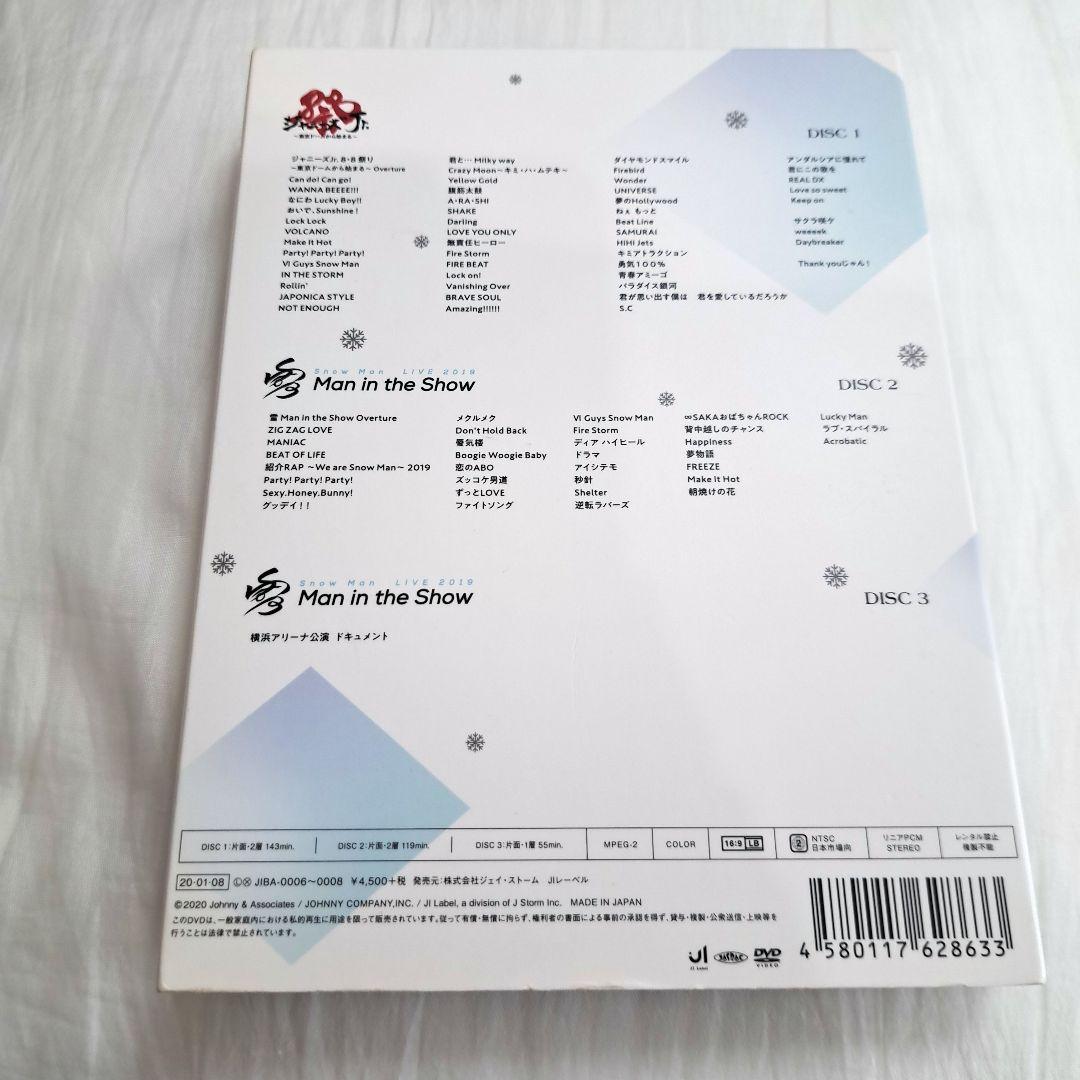 祭
ジャニーズJr.
〜東京ドームから始まる〜
DISC 1
ジャニーズJr. 8・8 祭り
〜東京ドームから始まる〜 Overture
Can do! Can go!
WANNA BEEEE!!!
なにわ Lucky Boy!!
おいで、Sunshine!
Lock Lock
VOLCANO
Make It Hot
Party! Party! Party!
VI Guys Snow Man
IN THE STORM
Rollin'
JAPONICA STYLE
NOT ENOUGH
君と… Milky way
Crazy Moon〜キミ・ハ・ムテキ〜
Yellow Gold
腹筋太鼓
A・RA・SHI
SHAKE
Darling
LOVE YOU ONLY
無責任ヒーロー
Fire Storm
FIRE BEAT
Lock on!
Vanishing Over
BRAVE SOUL
Amazing!!!!!!
ダイヤモンドスマイル
Firebird
Wonder
UNIVERSE
夢のHollywood
ねぇ もっと
Beat Line
SAMURAI
HiHi Jets
キミアトラクション
勇気100%
青春アミーゴ
パラダイス銀河
君が思い出す僕は 君を愛しているだろうか
S.C
アンダルシアに憧れて
君にこの歌を
REAL DX
Love so sweet
Keep on
サクラ咲ケ
weeeek
Daybreaker
Thank youじゃん!
Snow Man LIVE 2019
雪 Man in the Show
DISC 2
雪 Man in the Show Overture
ZIG ZAG LOVE
MANIAC
BEAT OF LIFE
紹介RAP 〜We are Snow Man〜 2019
Party! Party! Party!
Sexy.Honey.Bunny!
グッデイ!!
メクルメク
Don't Hold Back
蜃気楼
Boogie Woogie Baby
恋のABO
ズッコケ男道
ずっとLOVE
ファイトソング
VI Guys Snow Man
Fire Storm
ディア ハイヒール
ドラマ
アイシテモ
秒針
Shelter
逆転ラバーズ
∞SAKAおばちゃんROCK
背中越しのチャンス
Happiness
夢物語
FREEZE
Make It Hot
朝焼けの花
Lucky Man
ラブ・スパイラル
Acrobatic
Snow Man LIVE 2019
雪 Man in the Show
DISC 3
横浜アリーナ公演 ドキュメント
DISC 1:片面・2層 143min. DISC 2:片面・2層 119min. DISC 3:片面・1層 55min. MPEG-2 COLOR 16:9 LB 2 NTSC 日本市場向 リニアPCM STEREO レンタル禁止 複製不能
20・01・08 ⓁⓍ JIBA-0006〜0008 ¥4,500+税 発売元:株式会社ジェイ・ストーム JIレーベル
©2020 Johnny & Associates / JOHNNY COMPANY,INC. / JI Label, a division of J Storm Inc. MADE IN JAPAN
このDVDは、一般家庭内における私的再生に用途を限って販売されています。従って有償・無償に拘らず、権利者の書面による事前の承諾を得ず、貸与・複製・公衆送信・上映等を
行うことは法律で禁止されています。
JI Label JASRAC DVD VIDEO
4 580117 628633